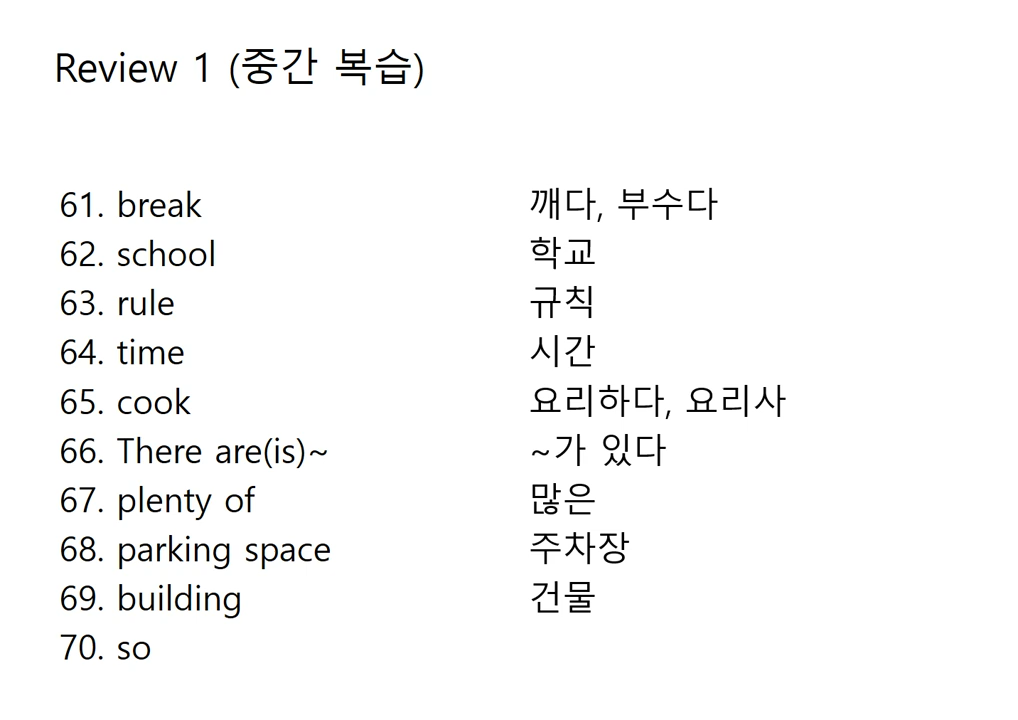 Review 1 (중간 복습)
61. break 깨다, 부수다
62. school 학교
63. rule 규칙
64. time 시간
65. cook 요리하다, 요리사
66. There are(is)~ ~가 있다
67. plenty of 많은
68. parking space 주차장
69. building 건물
70. so